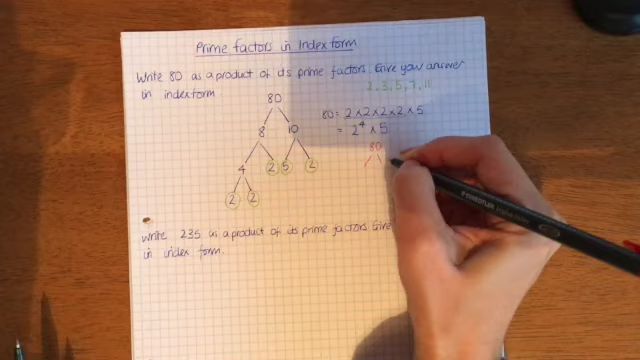 Prime factors in Index form
Write 80 as a product of its prime factors. Give your answer
in index form.
2, 3, 5, 7, 11
80
80 = 2 × 2 × 2 × 2 × 5
= 2⁴ × 5
8 10
80
4 2 5 2
2 2
Write 235 as a product of its prime factors Give
in index form.
STAEDTLER